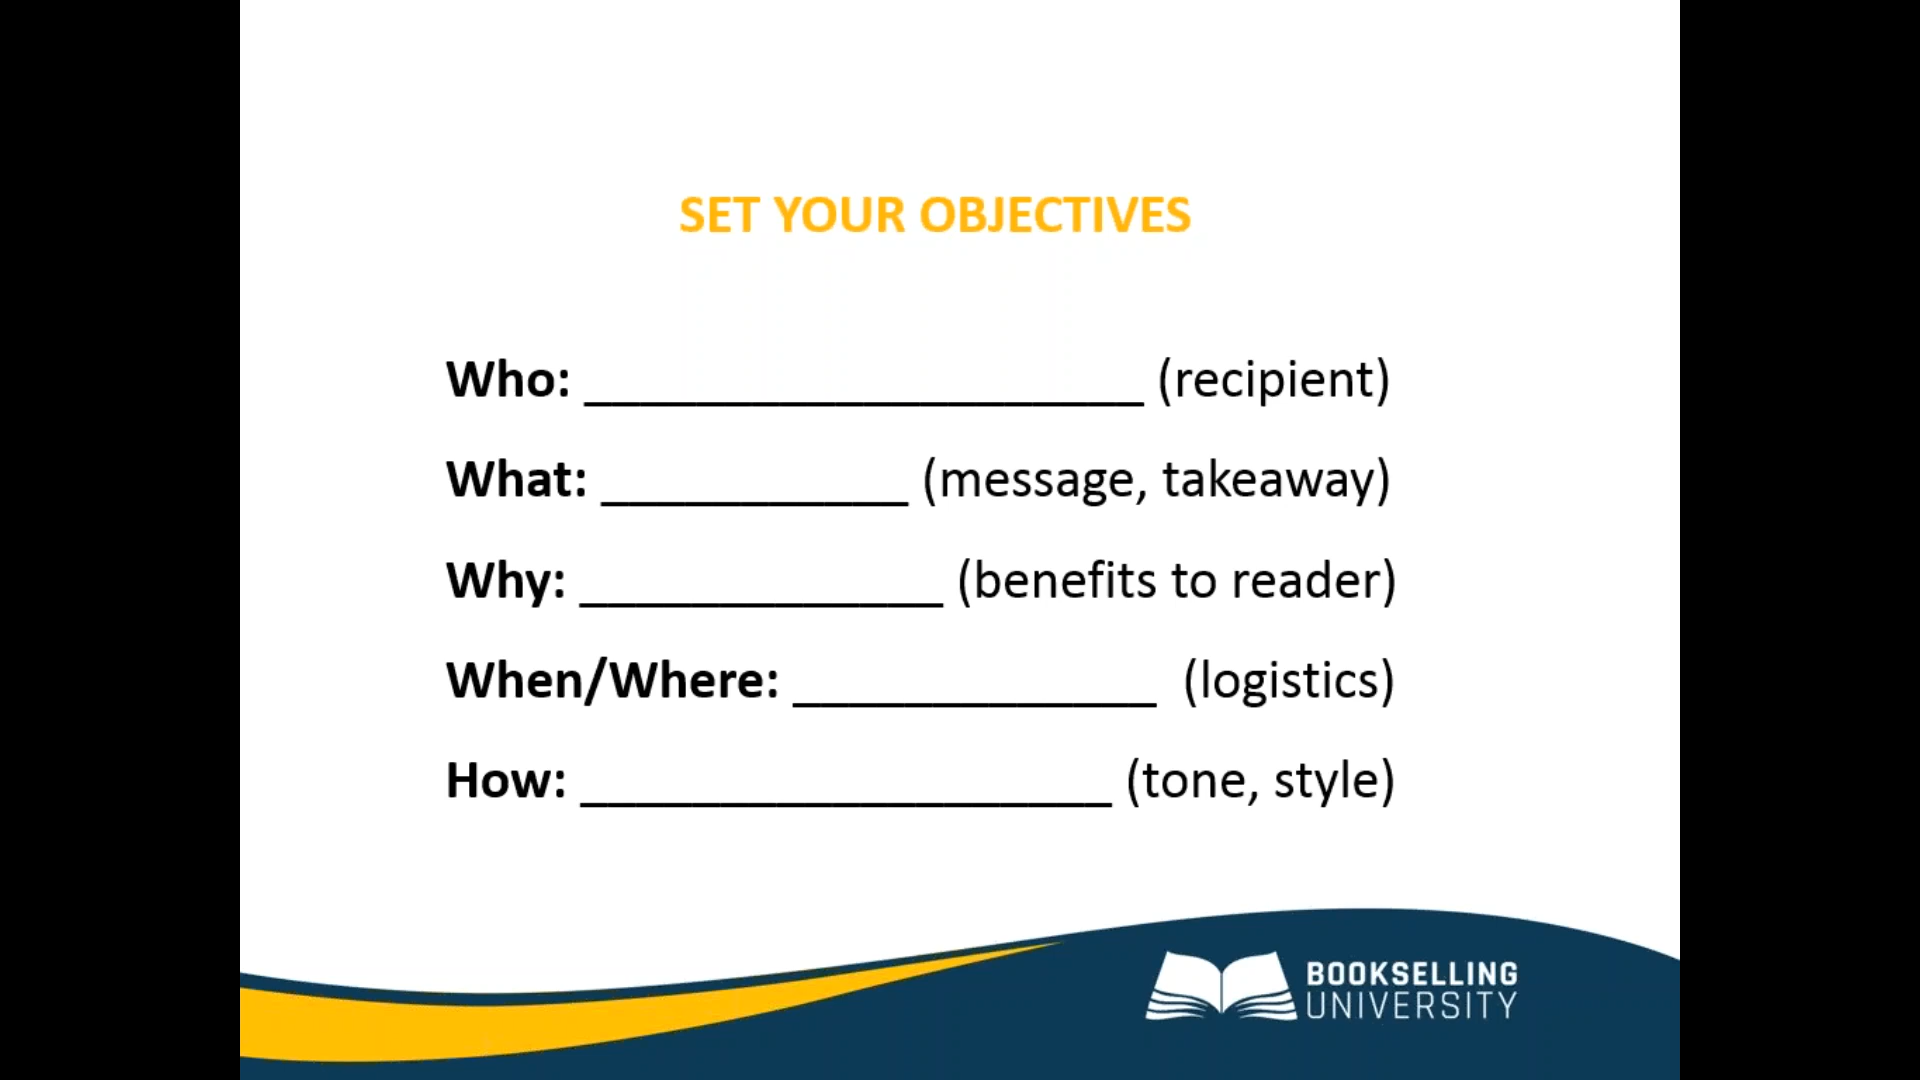 SET YOUR OBJECTIVES
Who: ____________________ (recipient)
What: ___________ (message, takeaway)
Why: _____________ (benefits to reader)
When/Where: _____________  (logistics)
How: ___________________ (tone, style)
BOOKSELLING
UNIVERSITY